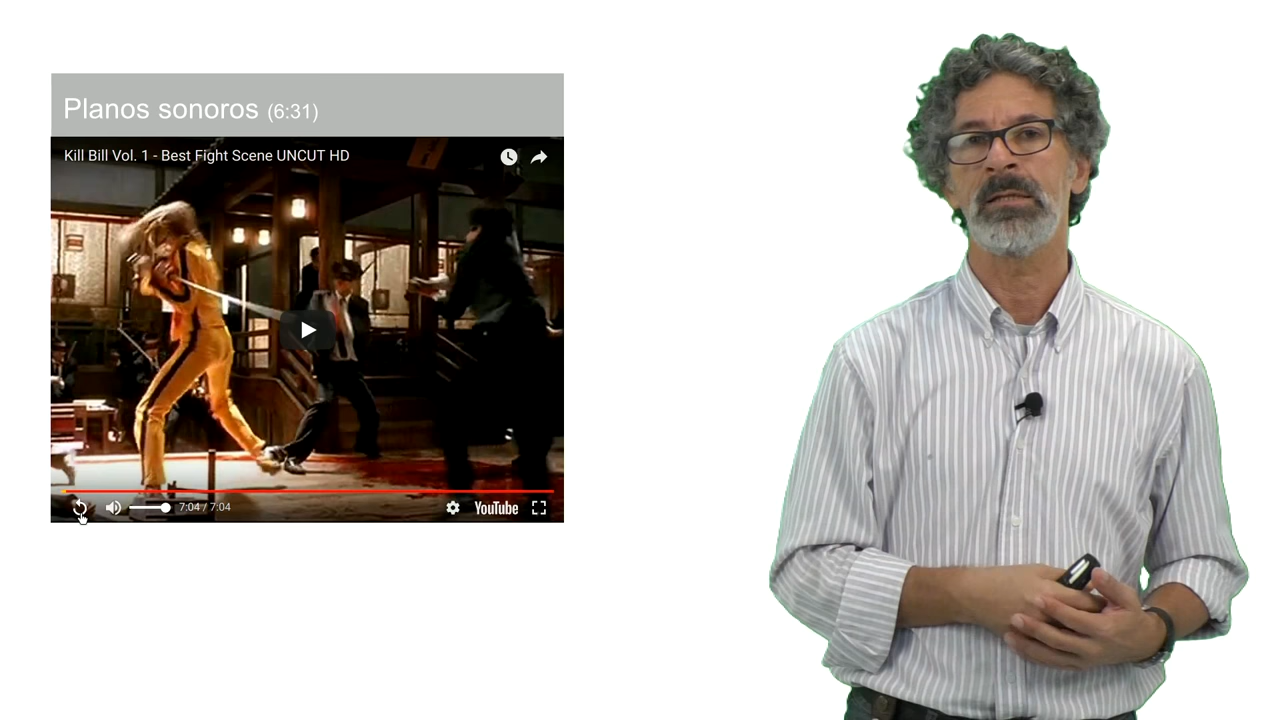 Planos sonoros (6:31)
Kill Bill Vol. 1 - Best Fight Scene UNCUT HD
7:04 / 7:04
YouTube